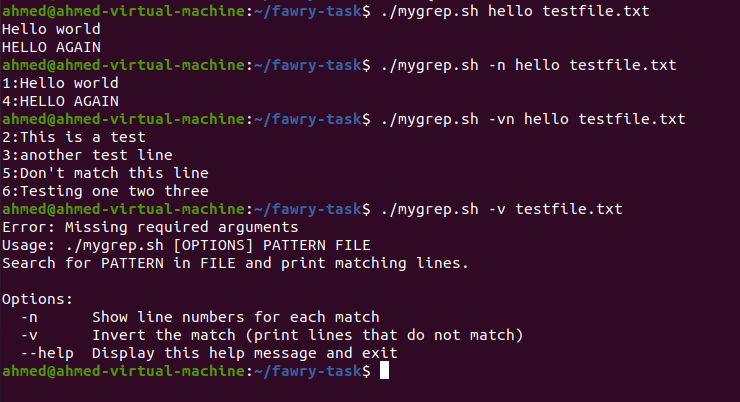 ahmed@ahmed-virtual-machine:~/fawry-task$ ./mygrep.sh hello testfile.txt
Hello world
HELLO AGAIN
ahmed@ahmed-virtual-machine:~/fawry-task$ ./mygrep.sh -n hello testfile.txt
1:Hello world
4:HELLO AGAIN
ahmed@ahmed-virtual-machine:~/fawry-task$ ./mygrep.sh -vn hello testfile.txt
2:This is a test
3:another test line
5:Don't match this line
6:Testing one two three
ahmed@ahmed-virtual-machine:~/fawry-task$ ./mygrep.sh -v testfile.txt
Error: Missing required arguments
Usage: ./mygrep.sh [OPTIONS] PATTERN FILE
Search for PATTERN in FILE and print matching lines.

Options:
  -n      Show line numbers for each match
  -v      Invert the match (print lines that do not match)
  --help  Display this help message and exit
ahmed@ahmed-virtual-machine:~/fawry-task$